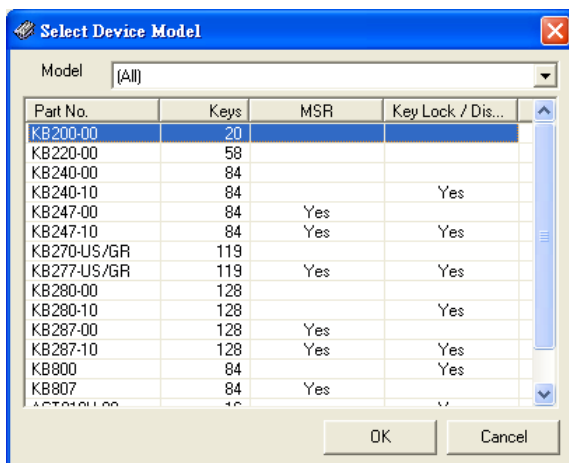 Select Device Model
Model (All)
Part No. Keys MSR Key Lock / Dis...
KB200-00 20
KB220-00 58
KB240-00 84
KB240-10 84 Yes
KB247-00 84 Yes
KB247-10 84 Yes Yes
KB270-US/GR 119
KB277-US/GR 119 Yes Yes
KB280-00 128
KB280-10 128 Yes
KB287-00 128 Yes
KB287-10 128 Yes Yes
KB800 84 Yes
KB807 84 Yes
OK Cancel